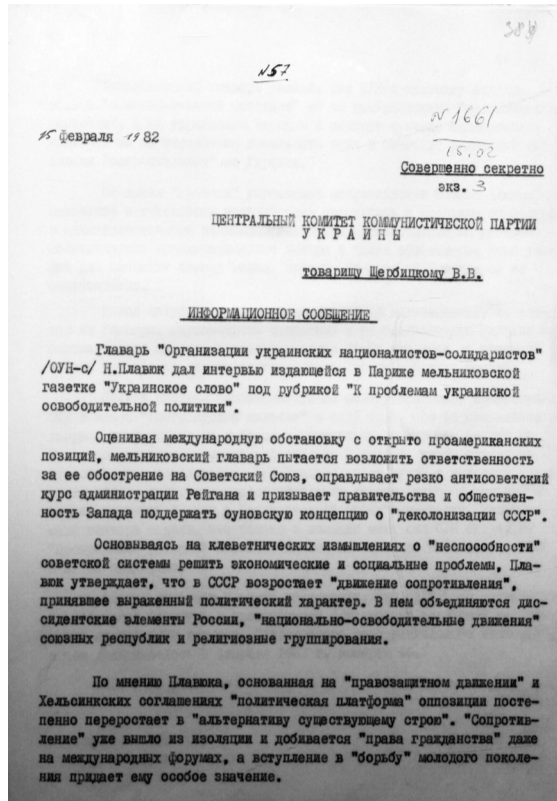 №57
15 февраля 1982
№ 1661
15.02
Совершенно секретно
экз. 3
ЦЕНТРАЛЬНЫЙ КОМИТЕТ КОММУНИСТИЧЕСКОЙ ПАРТИИ
УКРАИНЫ
товарищу Щербицкому В.В.
ИНФОРМАЦИОННОЕ СООБЩЕНИЕ
Главарь "Организации украинских националистов-солидаристов"
/ОУН-с/ Н.Плавюк дал интервью издающейся в Париже мельниковской
газетке "Украинское слово" под рубрикой "К проблемам украинской
освободительной политики".
Оценивая международную обстановку с открыто проамериканских
позиций, мельниковский главарь пытается возложить ответственность
за ее обострение на Советский Союз, оправдывает резко антисоветский
курс администрации Рейгана и призывает правительства и обществен-
ность Запада поддержать оуновскую концепцию о "деколонизации СССР".
Основываясь на клеветнических измышлениях о "неспособности"
советской системы решить экономические и социальные проблемы, Пла-
вюк утверждает, что в СССР возростает "движение сопротивления",
принявшее выраженный политический характер. В нем объединяются дис-
сидентские элементы России, "национально-освободительные движения"
союзных республик и религиозные группирования.
По мнению Плавюка, основанная на "правозащитном движении" и
Хельсинкских соглашениях "политическая платформа" оппозиции посте-
пенно переростает в "альтернативу существующему строю". "Сопротив-
ление" уже вышло из изоляции и добивается "права гражданства" даже
на международных форумах, а вступление в "борьбу" молодого поколе-
ния придает ему особое значение.